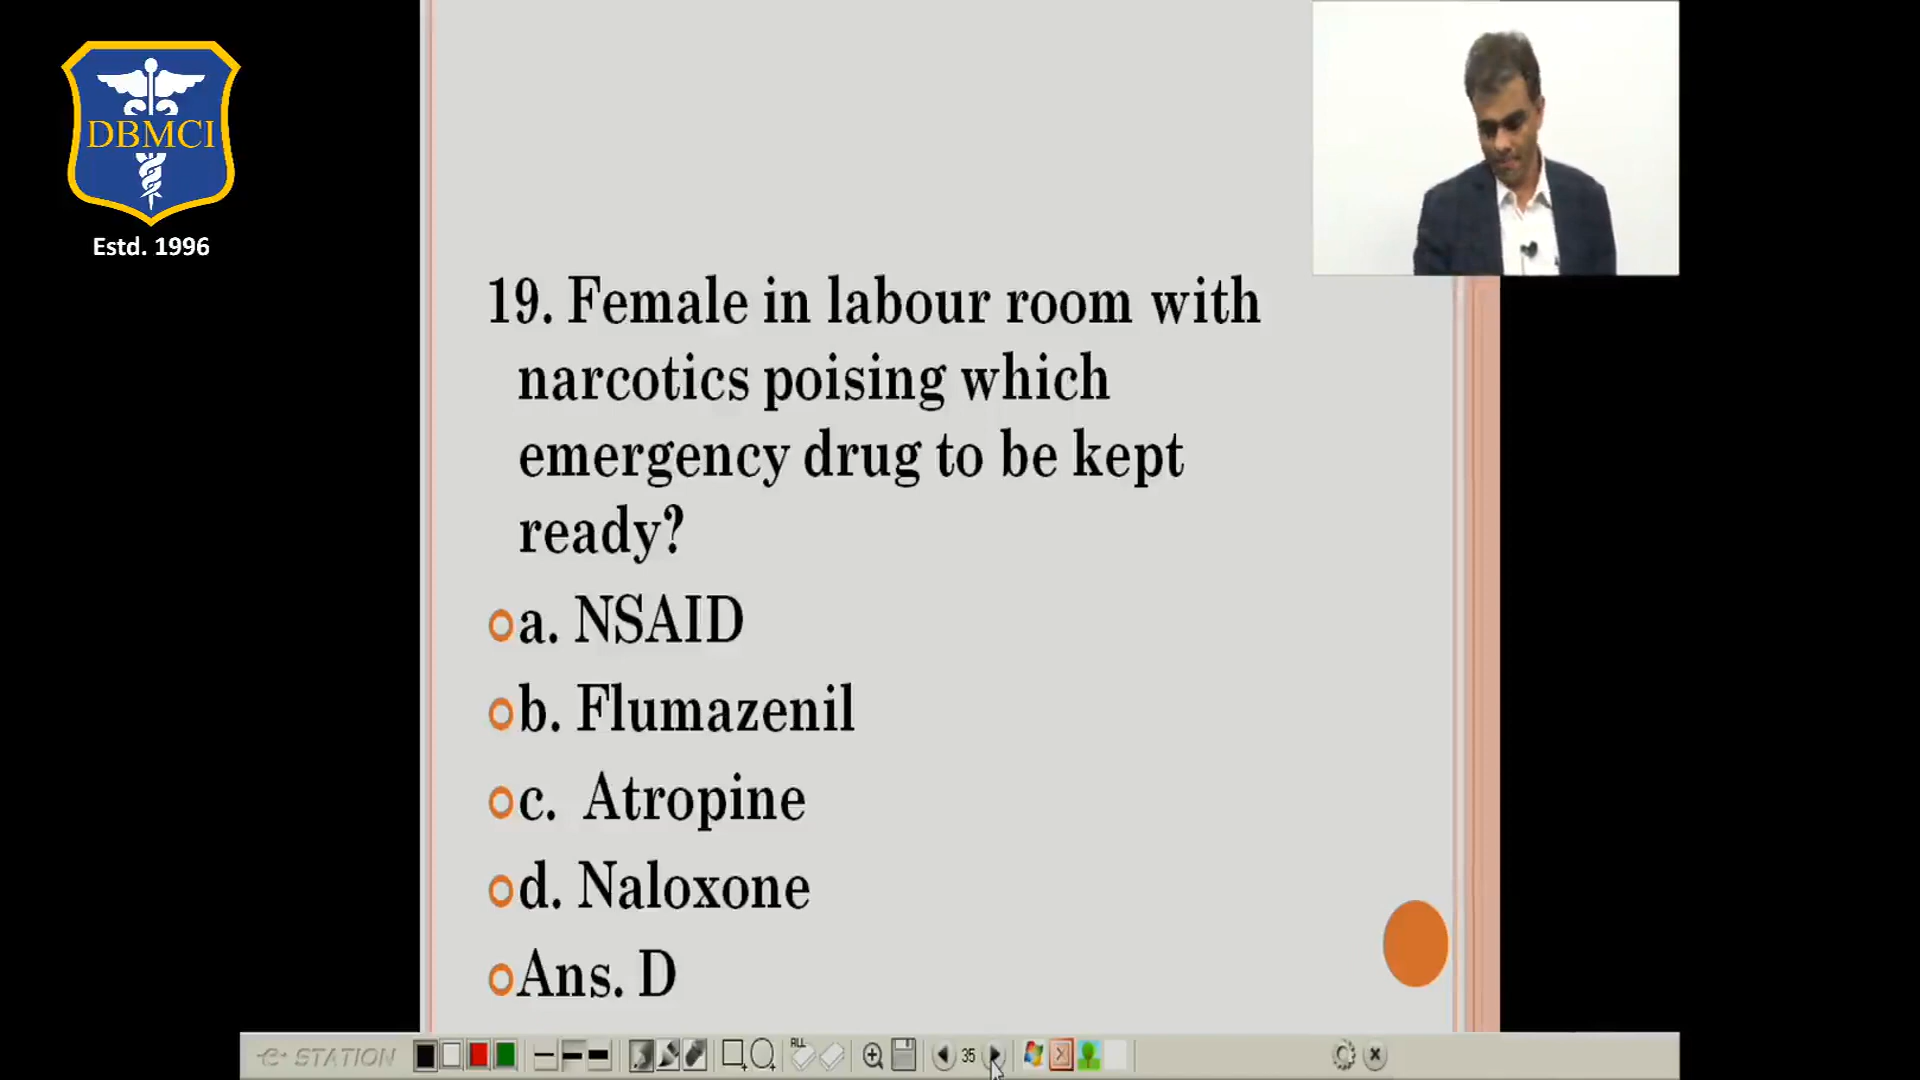 DBMCI
Estd. 1996
19. Female in labour room with
narcotics poising which
emergency drug to be kept
ready?
a. NSAID
b. Flumazenil
c. Atropine
d. Naloxone
Ans. D
e STATION
ALL
35